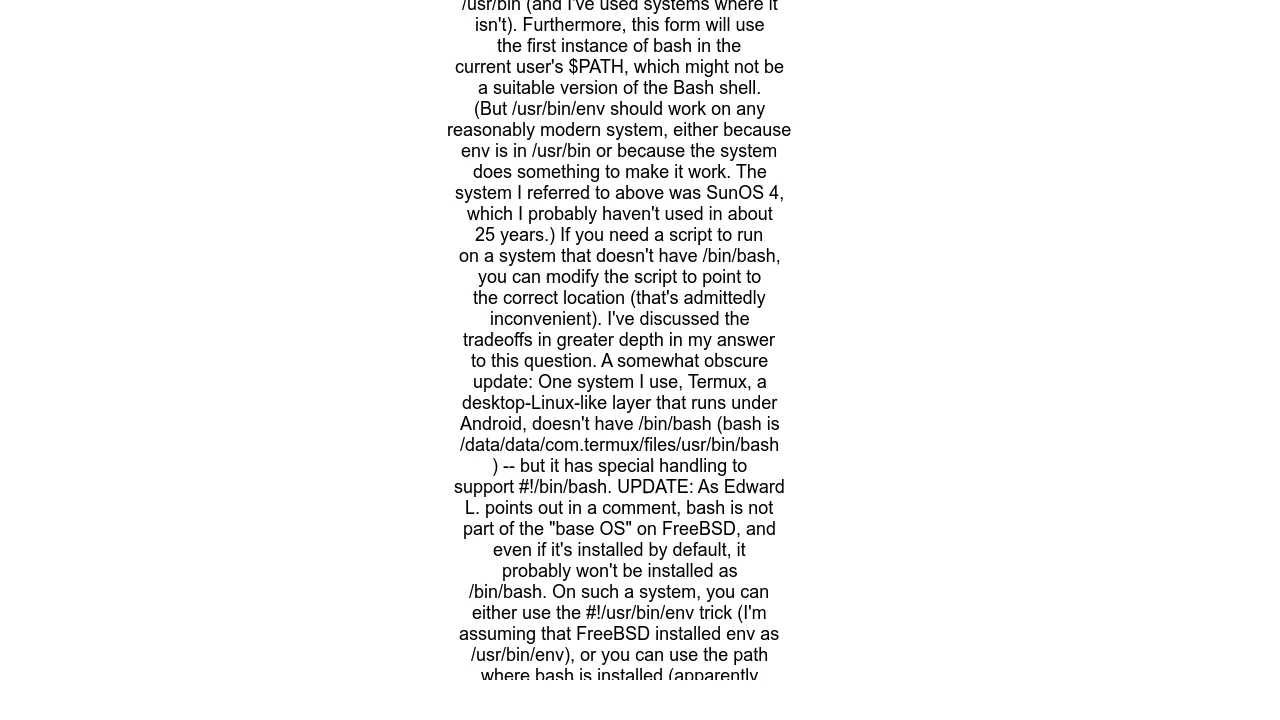 /usr/bin (and I've used systems where it
isn't). Furthermore, this form will use
the first instance of bash in the
current user's $PATH, which might not be
a suitable version of the Bash shell.
(But /usr/bin/env should work on any
reasonably modern system, either because
env is in /usr/bin or because the system
does something to make it work. The
system I referred to above was SunOS 4,
which I probably haven't used in about
25 years.) If you need a script to run
on a system that doesn't have /bin/bash,
you can modify the script to point to
the correct location (that's admittedly
inconvenient). I've discussed the
tradeoffs in greater depth in my answer
to this question. A somewhat obscure
update: One system I use, Termux, a
desktop-Linux-like layer that runs under
Android, doesn't have /bin/bash (bash is
/data/data/com.termux/files/usr/bin/bash
) -- but it has special handling to
support #!/bin/bash. UPDATE: As Edward
L. points out in a comment, bash is not
part of the "base OS" on FreeBSD, and
even if it's installed by default, it
probably won't be installed as
/bin/bash. On such a system, you can
either use the #!/usr/bin/env trick (I'm
assuming that FreeBSD installed env as
/usr/bin/env), or you can use the path
where bash is installed (apparently